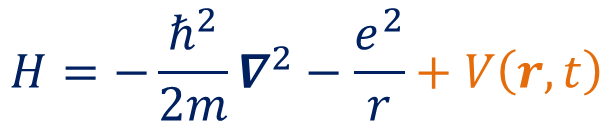 H = −ħ²/2m ∇² − e²/r + V(r, t)